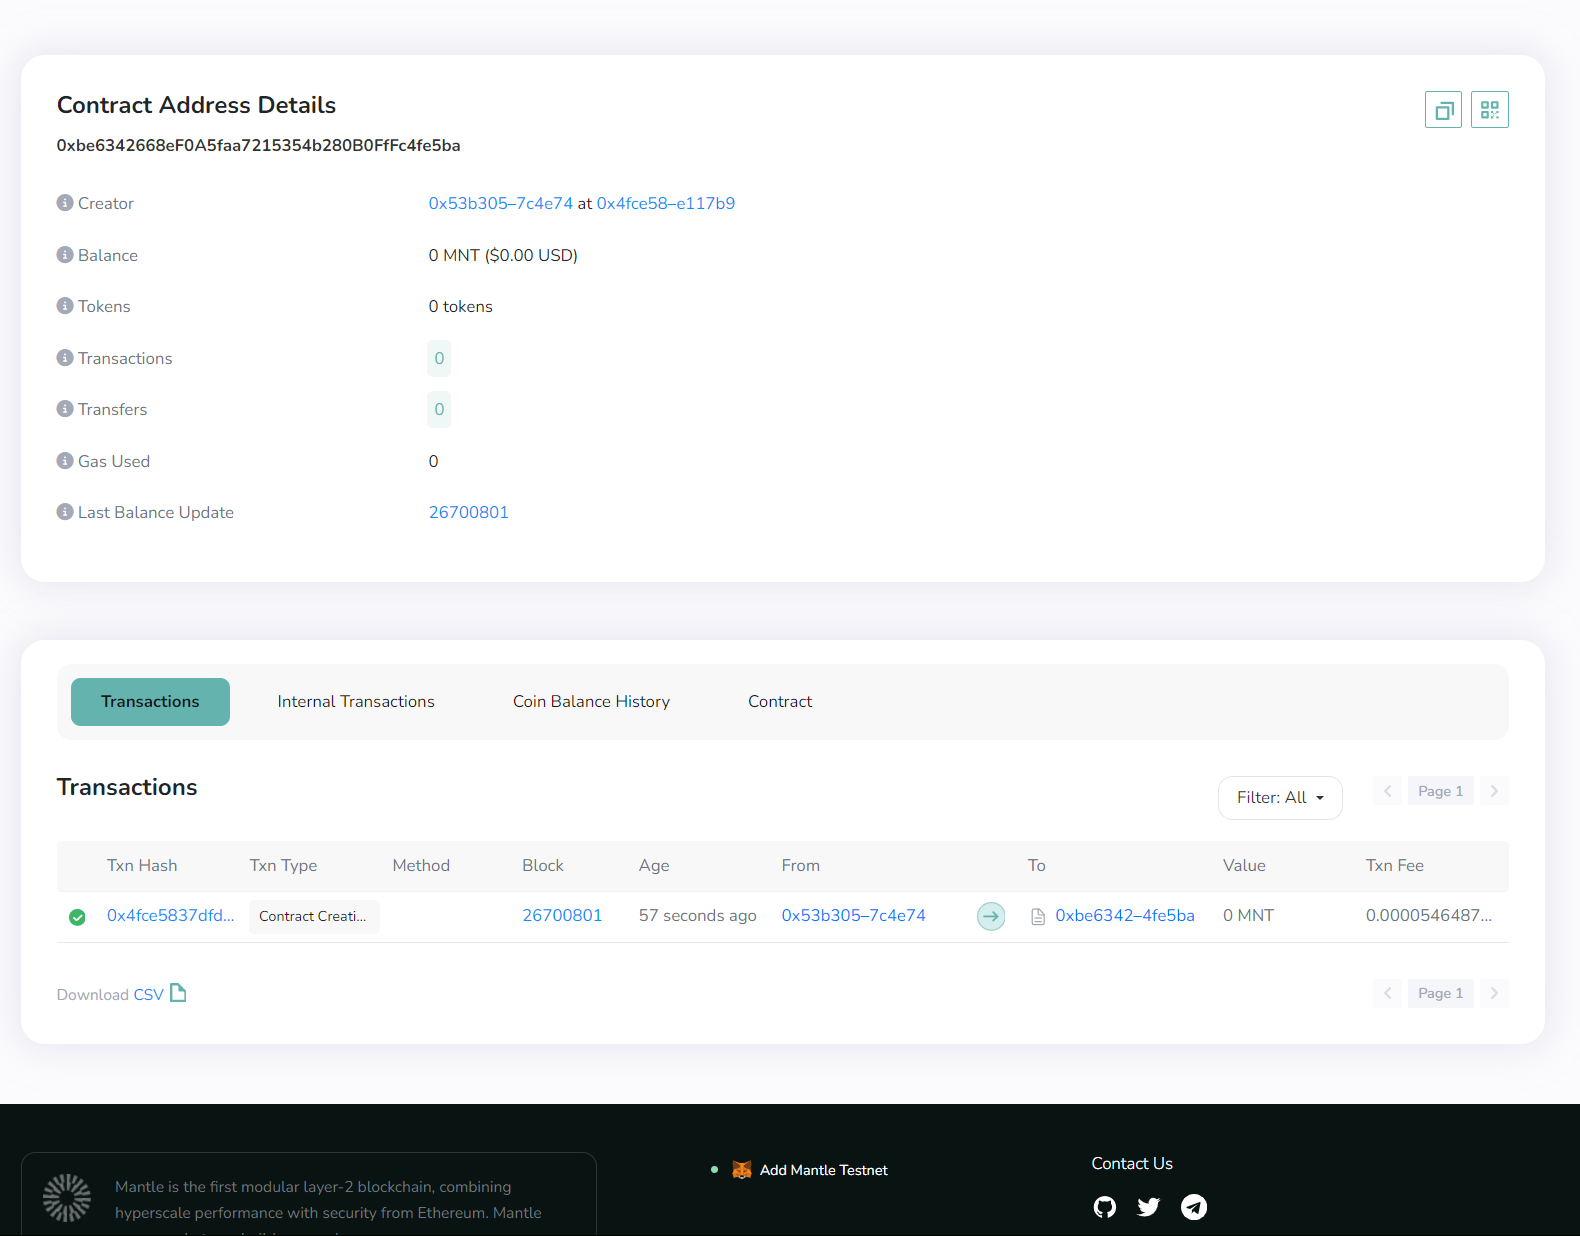 Contract Address Details
0xbe6342668eF0A5faa7215354b280B0FfFc4fe5ba
Creator 0x53b305–7c4e74 at 0x4fce58–e117b9
Balance 0 MNT ($0.00 USD)
Tokens 0 tokens
Transactions 0
Transfers 0
Gas Used 0
Last Balance Update 26700801
Transactions Internal Transactions Coin Balance History Contract
Transactions
Filter: All Page 1
Txn Hash Txn Type Method Block Age From To Value Txn Fee
0x4fce5837dfd... Contract Creati... 26700801 57 seconds ago 0x53b305–7c4e74 0xbe6342–4fe5ba 0 MNT 0.0000546487...
Download CSV Page 1
Mantle is the first modular layer-2 blockchain, combining
hyperscale performance with security from Ethereum. Mantle
Add Mantle Testnet
Contact Us